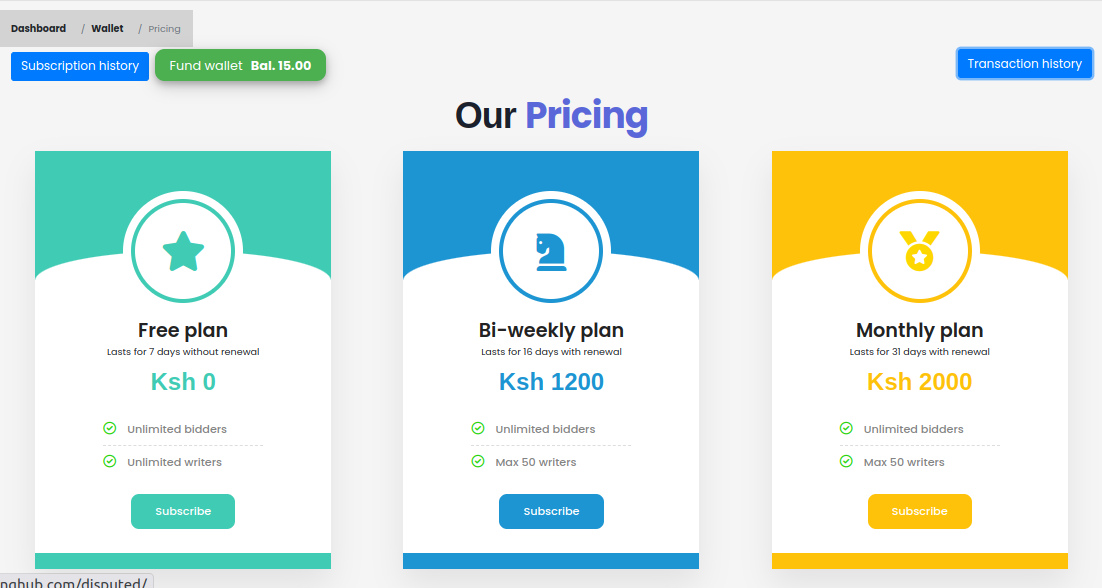 Dashboard / Wallet / Pricing
Subscription history Fund wallet Bal. 15.00 Transaction history
Our Pricing
Free plan
Lasts for 7 days without renewal
Ksh 0
Unlimited bidders
Unlimited writers
Subscribe
Bi-weekly plan
Lasts for 16 days with renewal
Ksh 1200
Unlimited bidders
Max 50 writers
Subscribe
Monthly plan
Lasts for 31 days with renewal
Ksh 2000
Unlimited bidders
Max 50 writers
Subscribe
nghub.com/disputed/